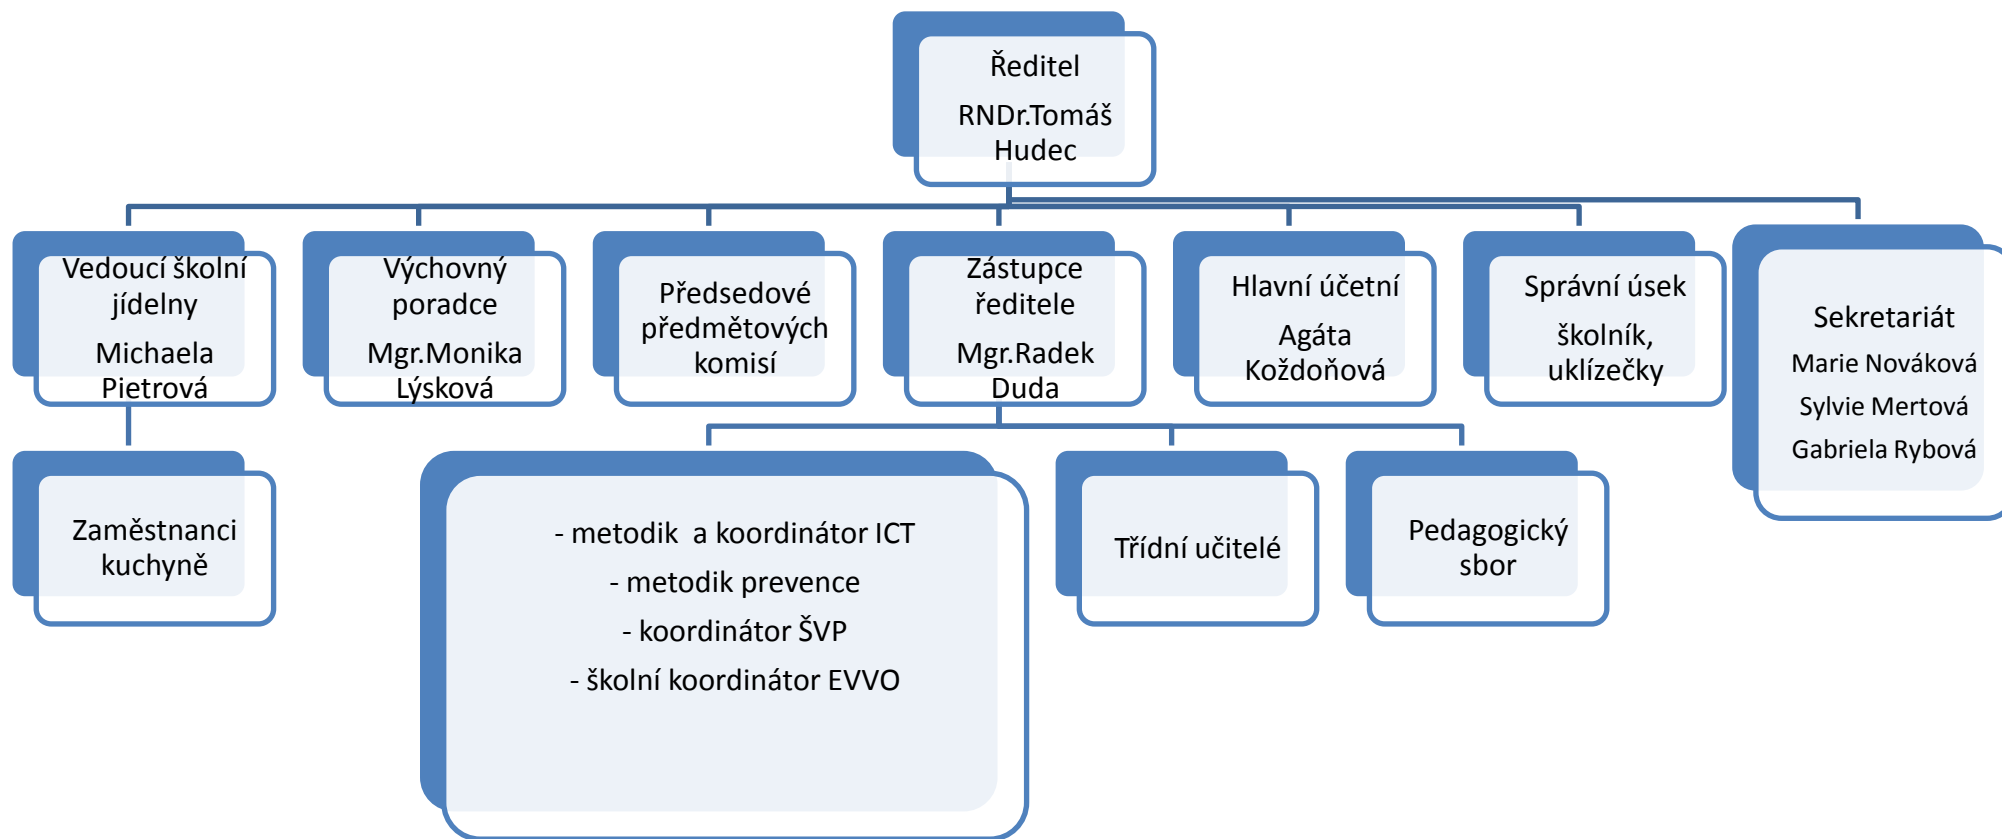 Ředitel
RNDr.Tomáš
Hudec
Vedoucí školní
jídelny
Michaela
Pietrová
Výchovný
poradce
Mgr.Monika
Lýsková
Předsedové
předmětových
komisí
Zástupce
ředitele
Mgr.Radek
Duda
Hlavní účetní
Agáta
Koždoňová
Správní úsek
školník,
uklízečky
Sekretariát
Marie Nováková
Sylvie Mertová
Gabriela Rybová
Zaměstnanci
kuchyně
- metodik  a koordinátor ICT
- metodik prevence
- koordinátor ŠVP
- školní koordinátor EVVO
Třídní učitelé
Pedagogický
sbor